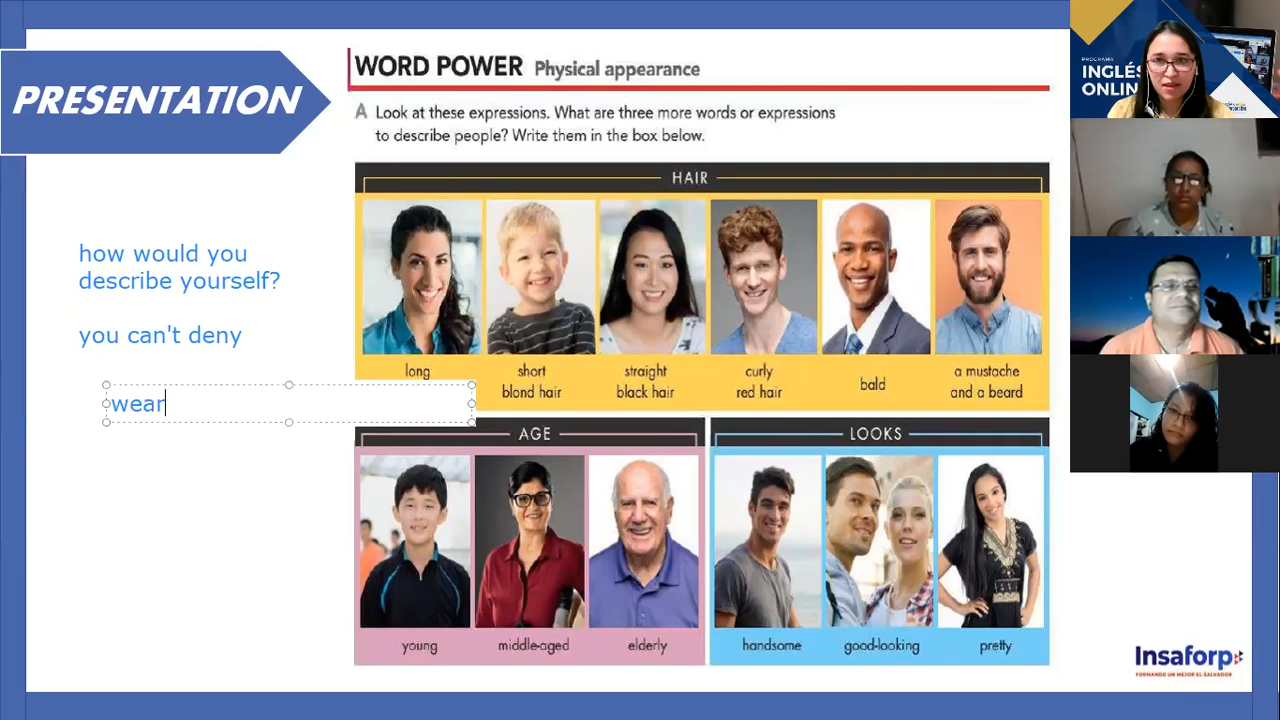 PRESENTATION
how would you
describe yourself?
you can't deny
wear
WORD POWER Physical appearance
A Look at these expressions. What are three more words or expressions
to describe people? Write them in the box below.
HAIR
long
short
blond hair
straight
black hair
curly
red hair
bald
a mustache
and a beard
AGE
young
middle-aged
elderly
LOOKS
handsome
good-looking
pretty
PROGRAMA
INGLÉS
ONLIN
Insaforp
FORMANDO UN MEJOR EL SALVADOR